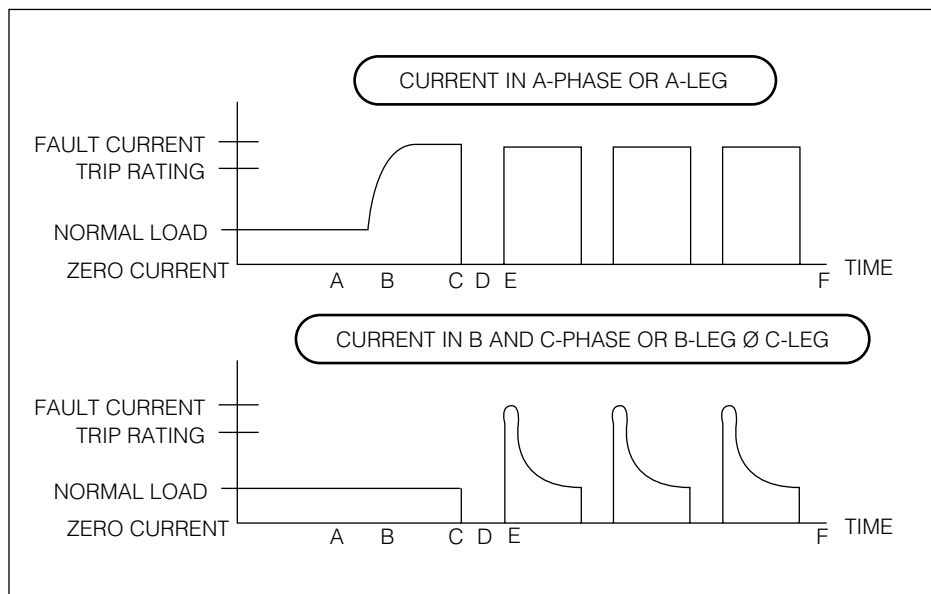 CURRENT IN A-PHASE OR A-LEG
FAULT CURRENT
TRIP RATING
NORMAL LOAD
ZERO CURRENT
A B C D E F TIME
CURRENT IN B AND C-PHASE OR B-LEG Ø C-LEG
FAULT CURRENT
TRIP RATING
NORMAL LOAD
ZERO CURRENT
A B C D E F TIME